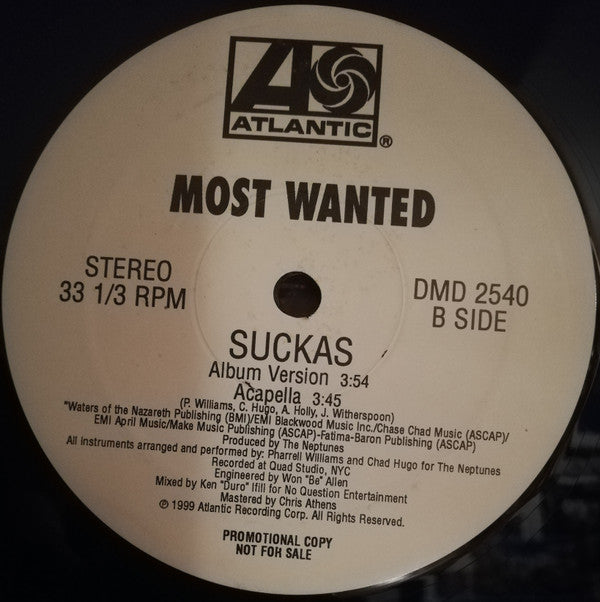 ATLANTIC®
MOST WANTED
STEREO
33 1/3 RPM
DMD 2540
B SIDE
SUCKAS
Album Version 3:54
Acapella 3:45
(P. Williams, C. Hugo, A. Holly, J. Witherspoon)
"Waters of the Nazareth Publishing (BMI)/EMI Blackwood Music Inc./Chase Chad Music (ASCAP)/
EMI April Music/Make Music Publishing (ASCAP)-Fatima-Baron Publishing (ASCAP)
Produced by The Neptunes
All instruments arranged and performed by: Pharrell Williams and Chad Hugo for The Neptunes
Recorded at Quad Studio, NYC
Engineered by Won "Be" Allen
Mixed by Ken "Duro" Ifill for No Question Entertainment
Mastered by Chris Athens
℗ 1999 Atlantic Recording Corp. All Rights Reserved.
PROMOTIONAL COPY
NOT FOR SALE